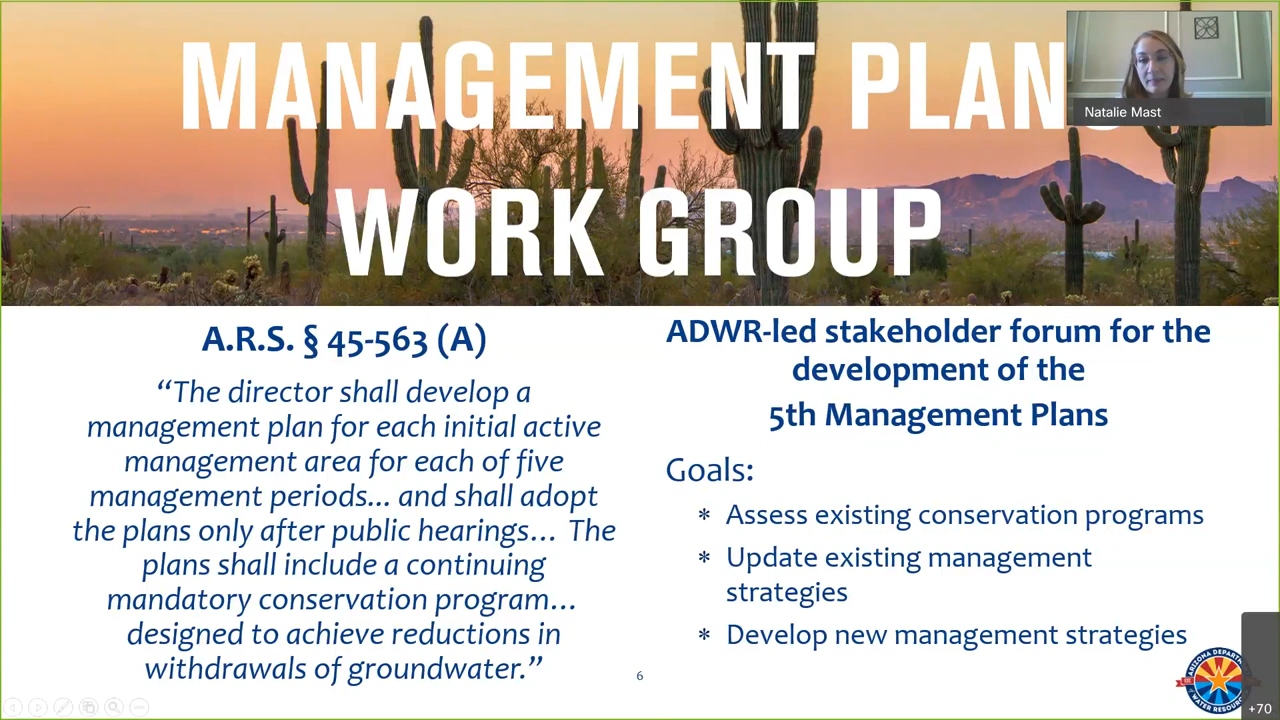 MANAGEMENT PLANS
Natalie Mast
WORK GROUP
A.R.S. § 45-563 (A)
“The director shall develop a
management plan for each initial active
management area for each of five
management periods... and shall adopt
the plans only after public hearings… The
plans shall include a continuing
mandatory conservation program…
designed to achieve reductions in
withdrawals of groundwater.”
ADWR-led stakeholder forum for the
development of the
5th Management Plans
Goals:
* Assess existing conservation programs
* Update existing management
strategies
* Develop new management strategies
6
+70